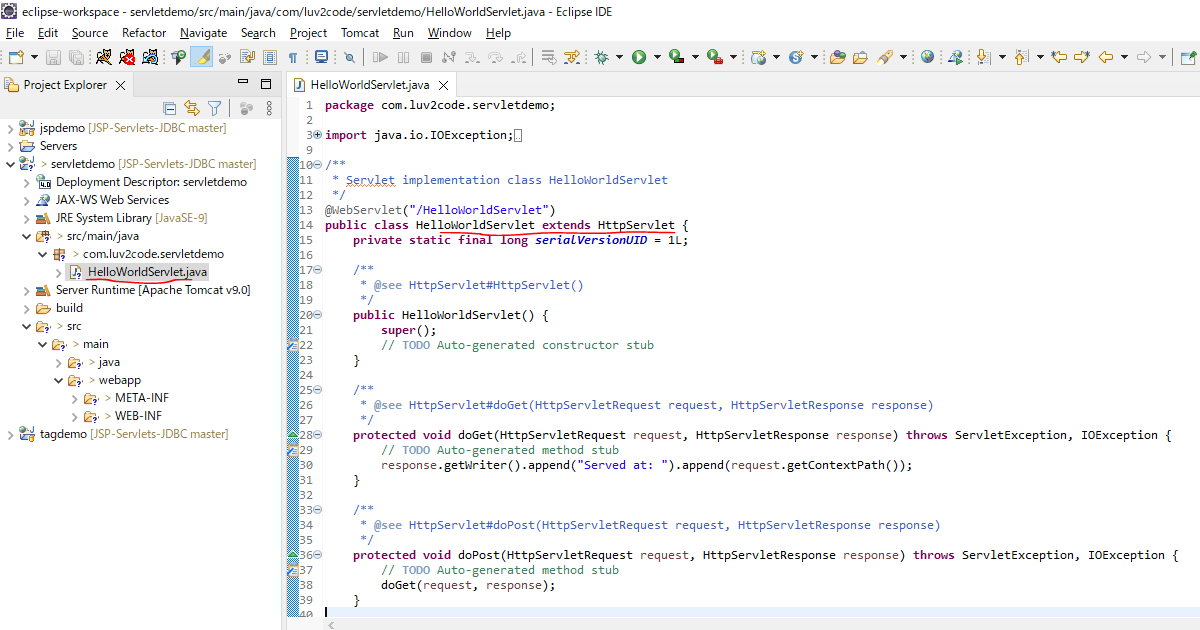 eclipse-workspace - servletdemo/src/main/java/com/luv2code/servletdemo/HelloWorldServlet.java - Eclipse IDE
File Edit Source Refactor Navigate Search Project Tomcat Run Window Help
Project Explorer
jspdemo [JSP-Servlets-JDBC master]
Servers
> servletdemo [JSP-Servlets-JDBC master]
Deployment Descriptor: servletdemo
JAX-WS Web Services
JRE System Library [JavaSE-9]
> src/main/java
> com.luv2code.servletdemo
HelloWorldServlet.java
Server Runtime [Apache Tomcat v9.0]
build
> src
> main
> java
> webapp
> META-INF
> WEB-INF
tagdemo [JSP-Servlets-JDBC master]
HelloWorldServlet.java
1 package com.luv2code.servletdemo;
2
3 import java.io.IOException;
9
10 /**
11 * Servlet implementation class HelloWorldServlet
12 */
13 @WebServlet("/HelloWorldServlet")
14 public class HelloWorldServlet extends HttpServlet {
15 private static final long serialVersionUID = 1L;
16
17 /**
18 * @see HttpServlet#HttpServlet()
19 */
20 public HelloWorldServlet() {
21 super();
22 // TODO Auto-generated constructor stub
23 }
24
25 /**
26 * @see HttpServlet#doGet(HttpServletRequest request, HttpServletResponse response)
27 */
28 protected void doGet(HttpServletRequest request, HttpServletResponse response) throws ServletException, IOException {
29 // TODO Auto-generated method stub
30 response.getWriter().append("Served at: ").append(request.getContextPath());
31 }
32
33 /**
34 * @see HttpServlet#doPost(HttpServletRequest request, HttpServletResponse response)
35 */
36 protected void doPost(HttpServletRequest request, HttpServletResponse response) throws ServletException, IOException {
37 // TODO Auto-generated method stub
38 doGet(request, response);
39 }
40